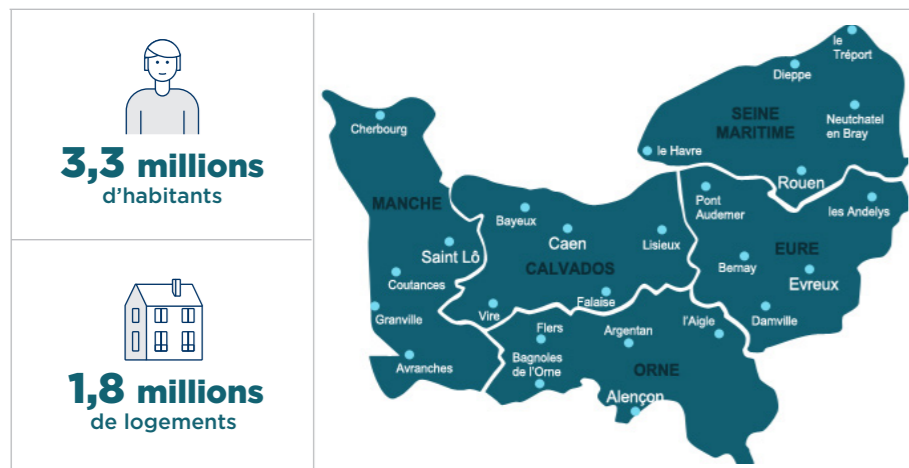 3,3 millions
d'habitants
1,8 millions
de logements
le
Tréport
Dieppe
SEINE
MARITIME
Neutchatel
en Bray
Cherbourg
le Havre
Rouen
MANCHE
Pont
Audemer
les Andelys
Bayeux
Caen
Lisieux
Saint Lô
EURE
CALVADOS
Bernay
Evreux
Coutances
Falaise
Granville
Vire
Damville
Flers
Argentan
l'Aigle
Avranches
Bagnoles
de l'Orne
ORNE
Alençon